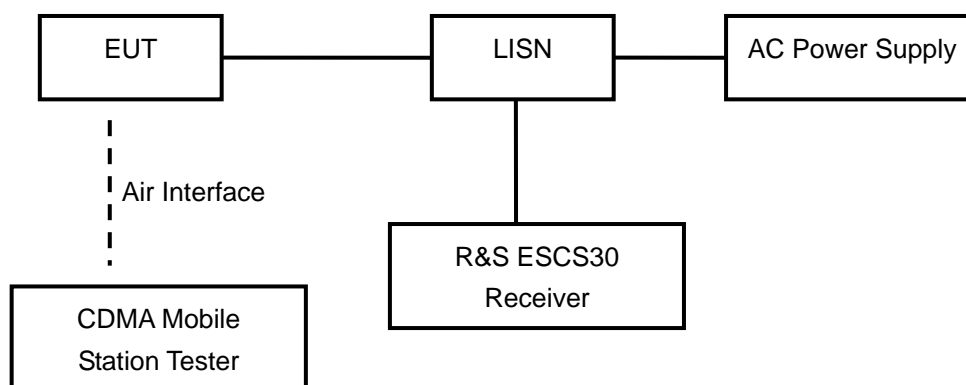 EUT
LISN
AC Power Supply
Air Interface
R&S ESCS30
Receiver
CDMA Mobile
Station Tester